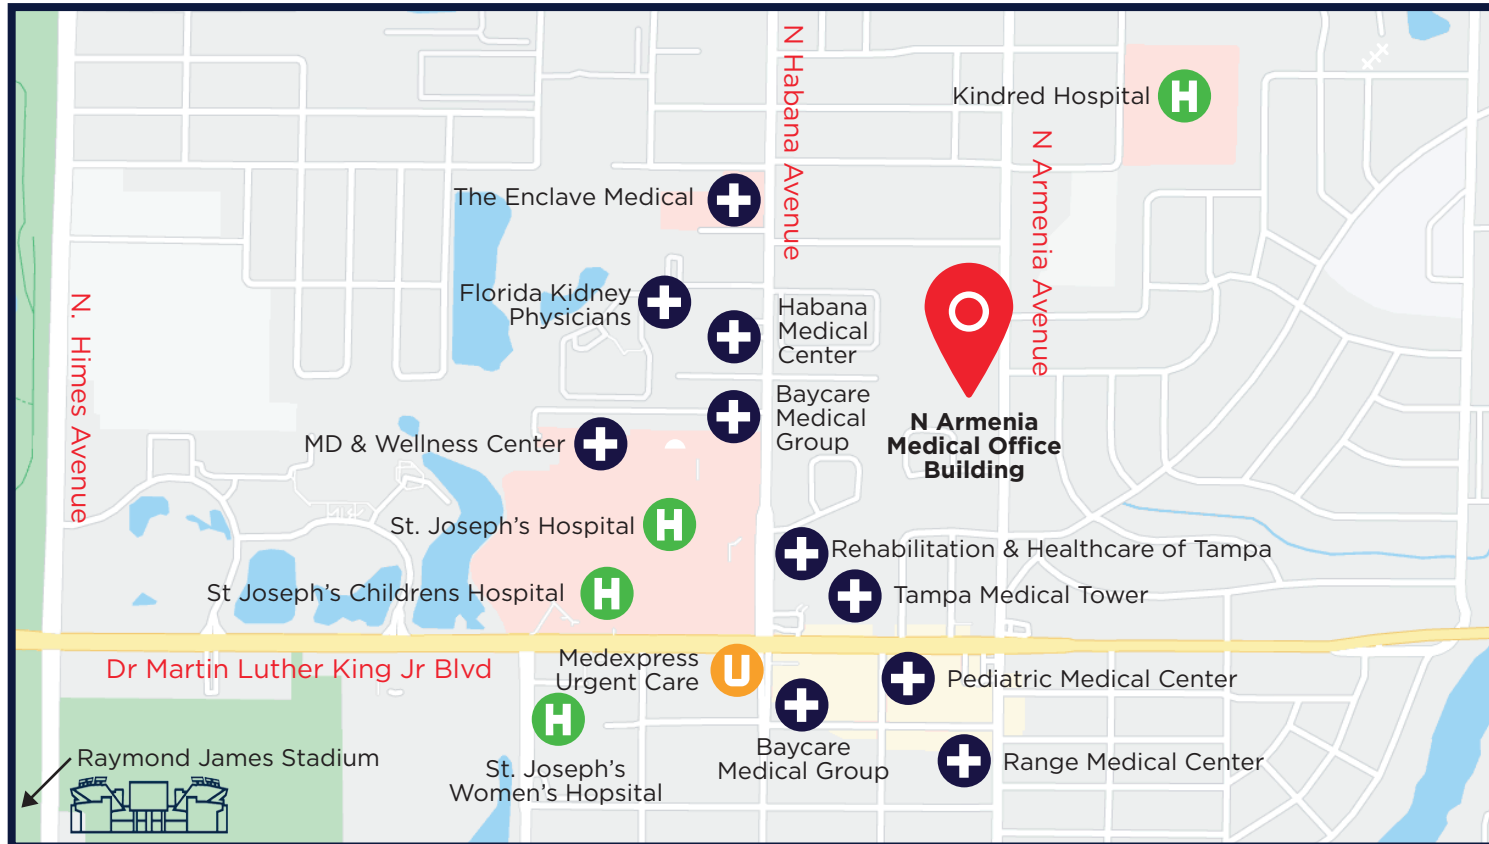 N Habana Avenue
Kindred Hospital
H
N Armenia Avenue
The Enclave Medical
Florida Kidney
Physicians
Habana
Medical
Center
N. Himes Avenue
Baycare
Medical
Group
N Armenia
Medical Office
Building
MD & Wellness Center
St. Joseph's Hospital
H
Rehabilitation & Healthcare of Tampa
St Joseph's Childrens Hospital
H
Tampa Medical Tower
Dr Martin Luther King Jr Blvd
Medexpress
Urgent Care
U
Pediatric Medical Center
H
St. Joseph's
Women's Hopsital
Baycare
Medical Group
Range Medical Center
Raymond James Stadium